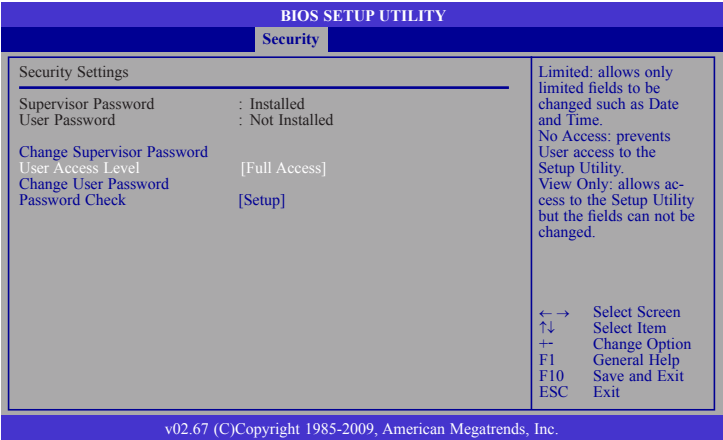 BIOS SETUP UTILITY
Security
Security Settings
Supervisor Password : Installed
User Password : Not Installed
Change Supervisor Password
User Access Level [Full Access]
Change User Password
Password Check [Setup]
Limited: allows only
limited fields to be
changed such as Date
and Time.
No Access: prevents
User access to the
Setup Utility.
View Only: allows ac-
cess to the Setup Utility
but the fields can not be
changed.
←→ Select Screen
↑↓ Select Item
+- Change Option
F1 General Help
F10 Save and Exit
ESC Exit
v02.67 (C)Copyright 1985-2009, American Megatrends, Inc.